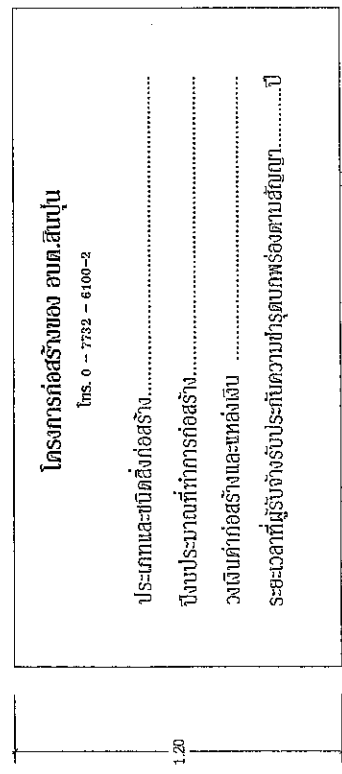 โครงการก่อสร้างของ อบต.สินปุน
โทร. 0 – 7732 – 6100-2
ประเภทและชนิดสิ่งก่อสร้าง................................................
ปีงบประมาณที่ทำการก่อสร้าง................................................
วงเงินค่าก่อสร้างและแหล่งเงิน ................................................
ระยะเวลาที่ผู้รับจ้างรับประกันความชำรุดบกพร่องตามสัญญา............ปี
1.20